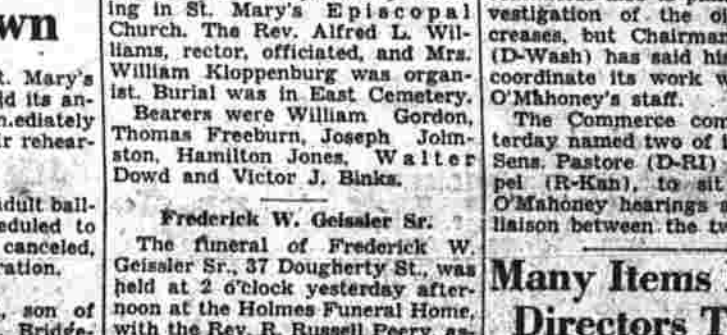 wn
t. Mary's
d its an-
m.ediately
r rehear-
adult ball-
eduled to
canceled,
ration.
, son of
Bridge-
ing in St. Mary's Episcopal
Church. The Rev. Alfred L. Wil-
liams, rector, officiated, and Mrs.
William Kloppenburg was organ-
ist. Burial was in East Cemetery.
Bearers were William Gordon,
Thomas Freeburn, Joseph John-
ston, Hamilton Jones, Walter
Dowd and Victor J. Binks.
Frederick W. Geissler Sr.
The funeral of Frederick W.
Geissler Sr., 37 Dougherty St., was
held at 2 o'clock yesterday after-
noon at the Holmes Funeral Home,
with the Rev. R. Russell Peery, as-
vestigation of the
creases, but Chairman
(D-Wash) has said hi
coordinate its work
O'Mahoney's staff.
The Commerce com
terday named two of
Sens. Pastore (D-RI)
pel (R-Kan), to si
O'Mahoney hearings
liaison between the tw
Many Items
Directors T